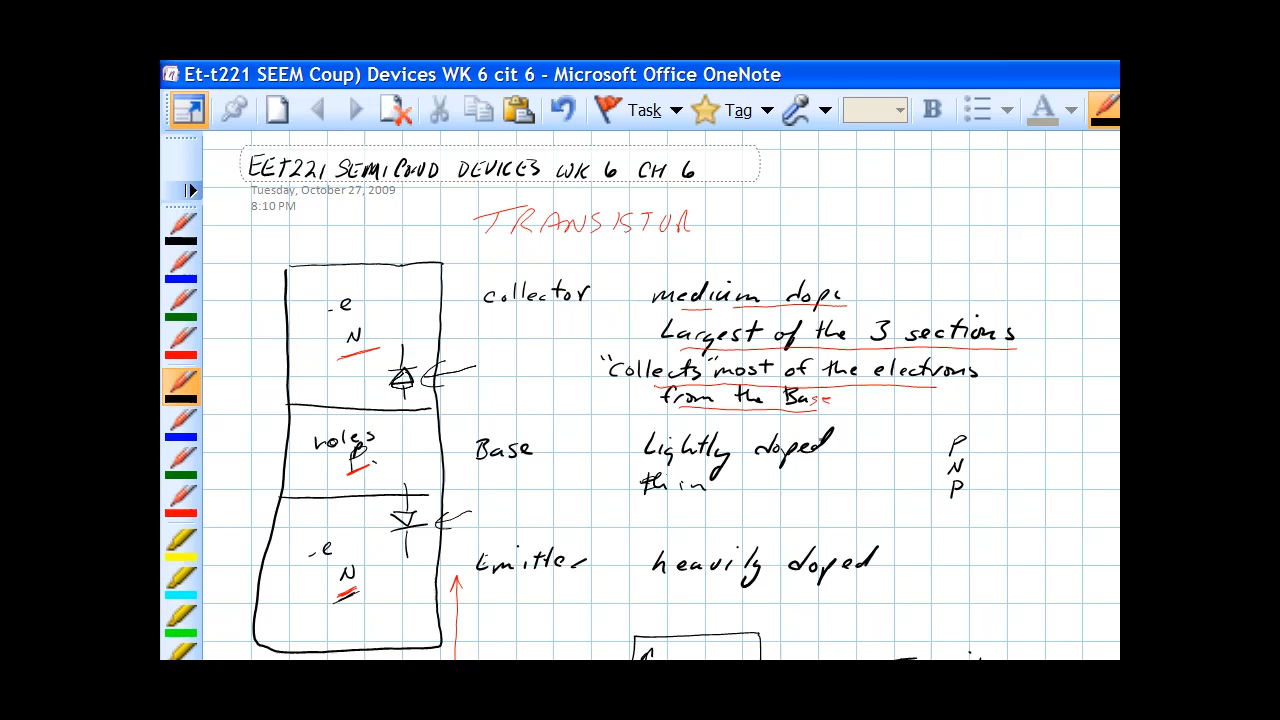 Et-t221 SEEM Coup) Devices WK 6 cit 6 - Microsoft Office OneNote
Task Tag B A
EET221 SEMICOND DEVICES WK 6 CH 6
Tuesday, October 27, 2009
8:10 PM
TRANSISTOR
-e
N
collector
medium dope
Largest of the 3 sections
"Collects" most of the electrons
from the Base
holes
P
Base
Lightly doped
thin
P
N
P
-e
N
Emitter
heavily doped